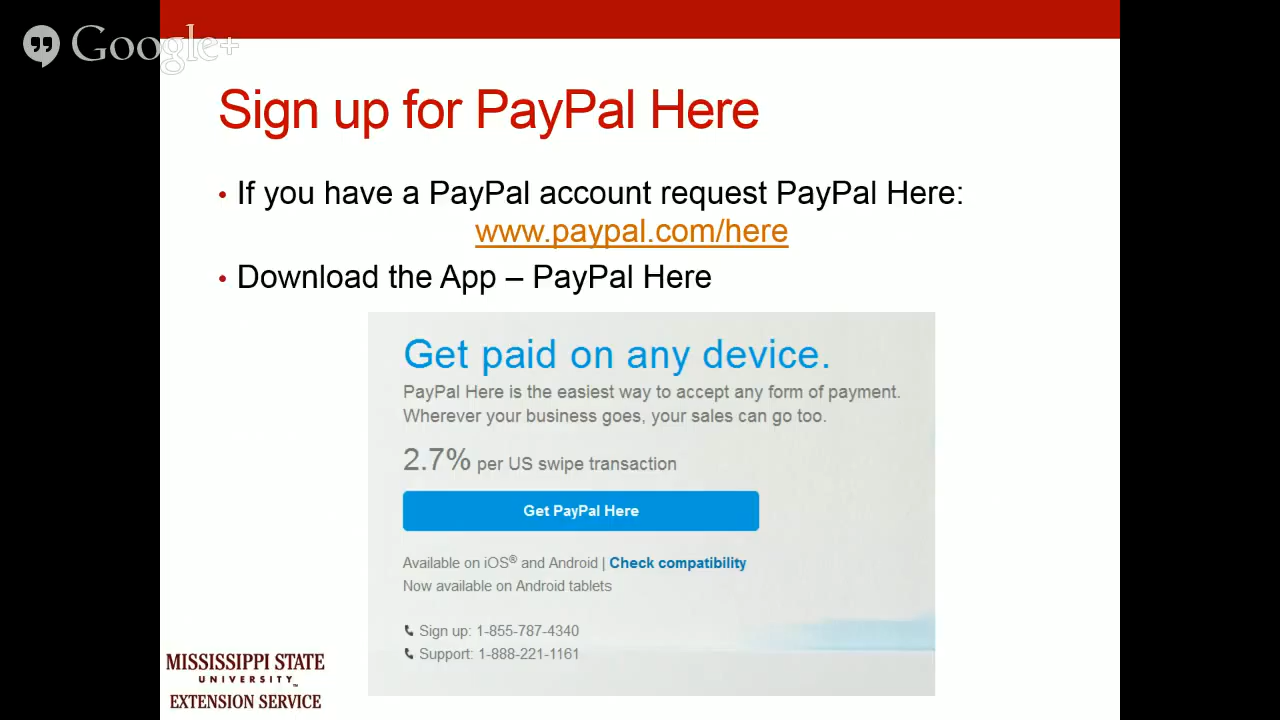 Google+
Sign up for PayPal Here
• If you have a PayPal account request PayPal Here:
www.paypal.com/here
• Download the App – PayPal Here
Get paid on any device.
PayPal Here is the easiest way to accept any form of payment.
Wherever your business goes, your sales can go too.
2.7% per US swipe transaction
Get PayPal Here
Available on iOS® and Android | Check compatibility
Now available on Android tablets
Sign up: 1-855-787-4340
Support: 1-888-221-1161
MISSISSIPPI STATE
UNIVERSITY™
EXTENSION SERVICE